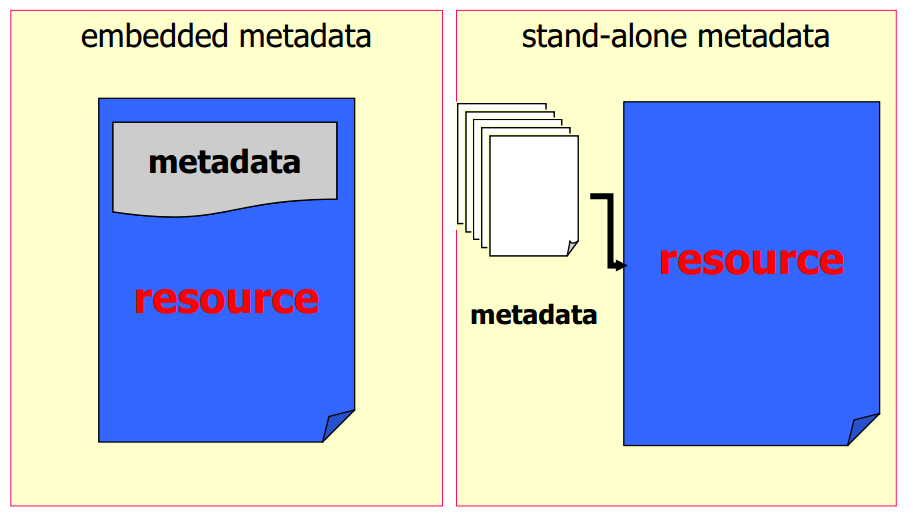 embedded metadata
metadata
resource
stand-alone metadata
resource
metadata